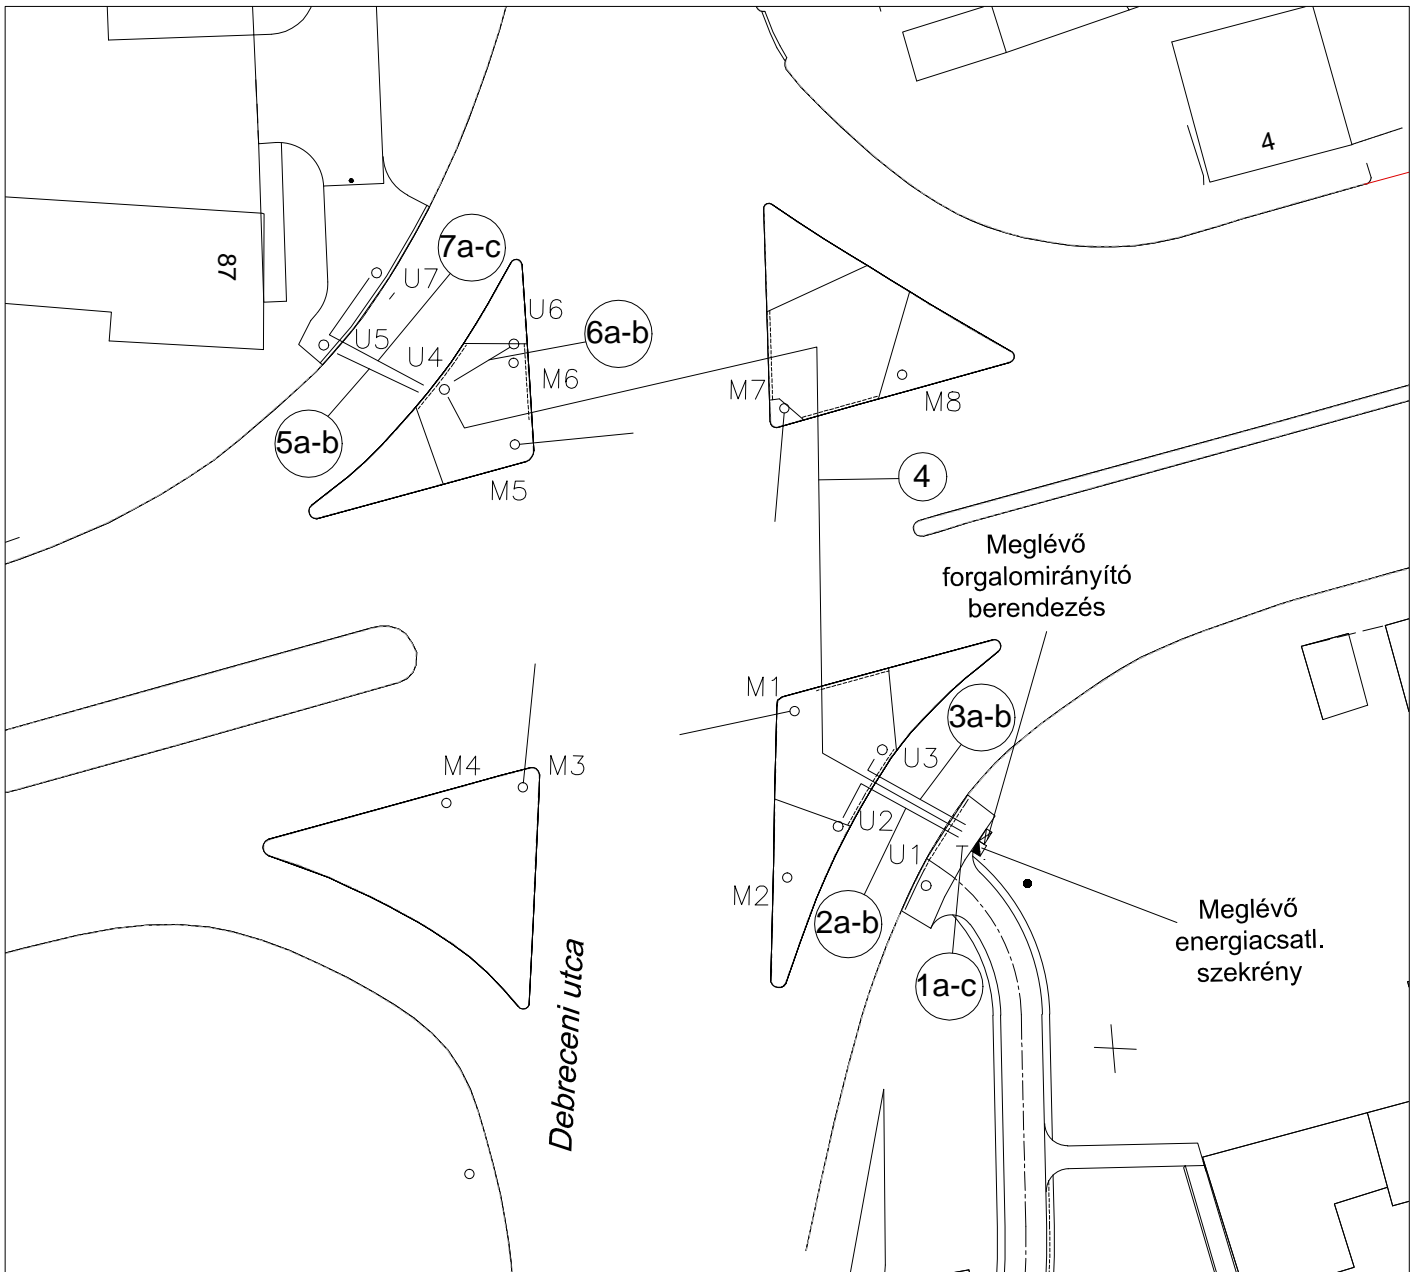 4
87
7a-c
U7
U6
6a-b
U5
U4
M6
M7
M8
5a-b
M5
4
Meglévő
forgalomirányító
berendezés
M1
3a-b
U3
M4
M3
U2
U1
T
M2
2a-b
Meglévő
energiacsatl.
szekrény
1a-c
Debreceni utca